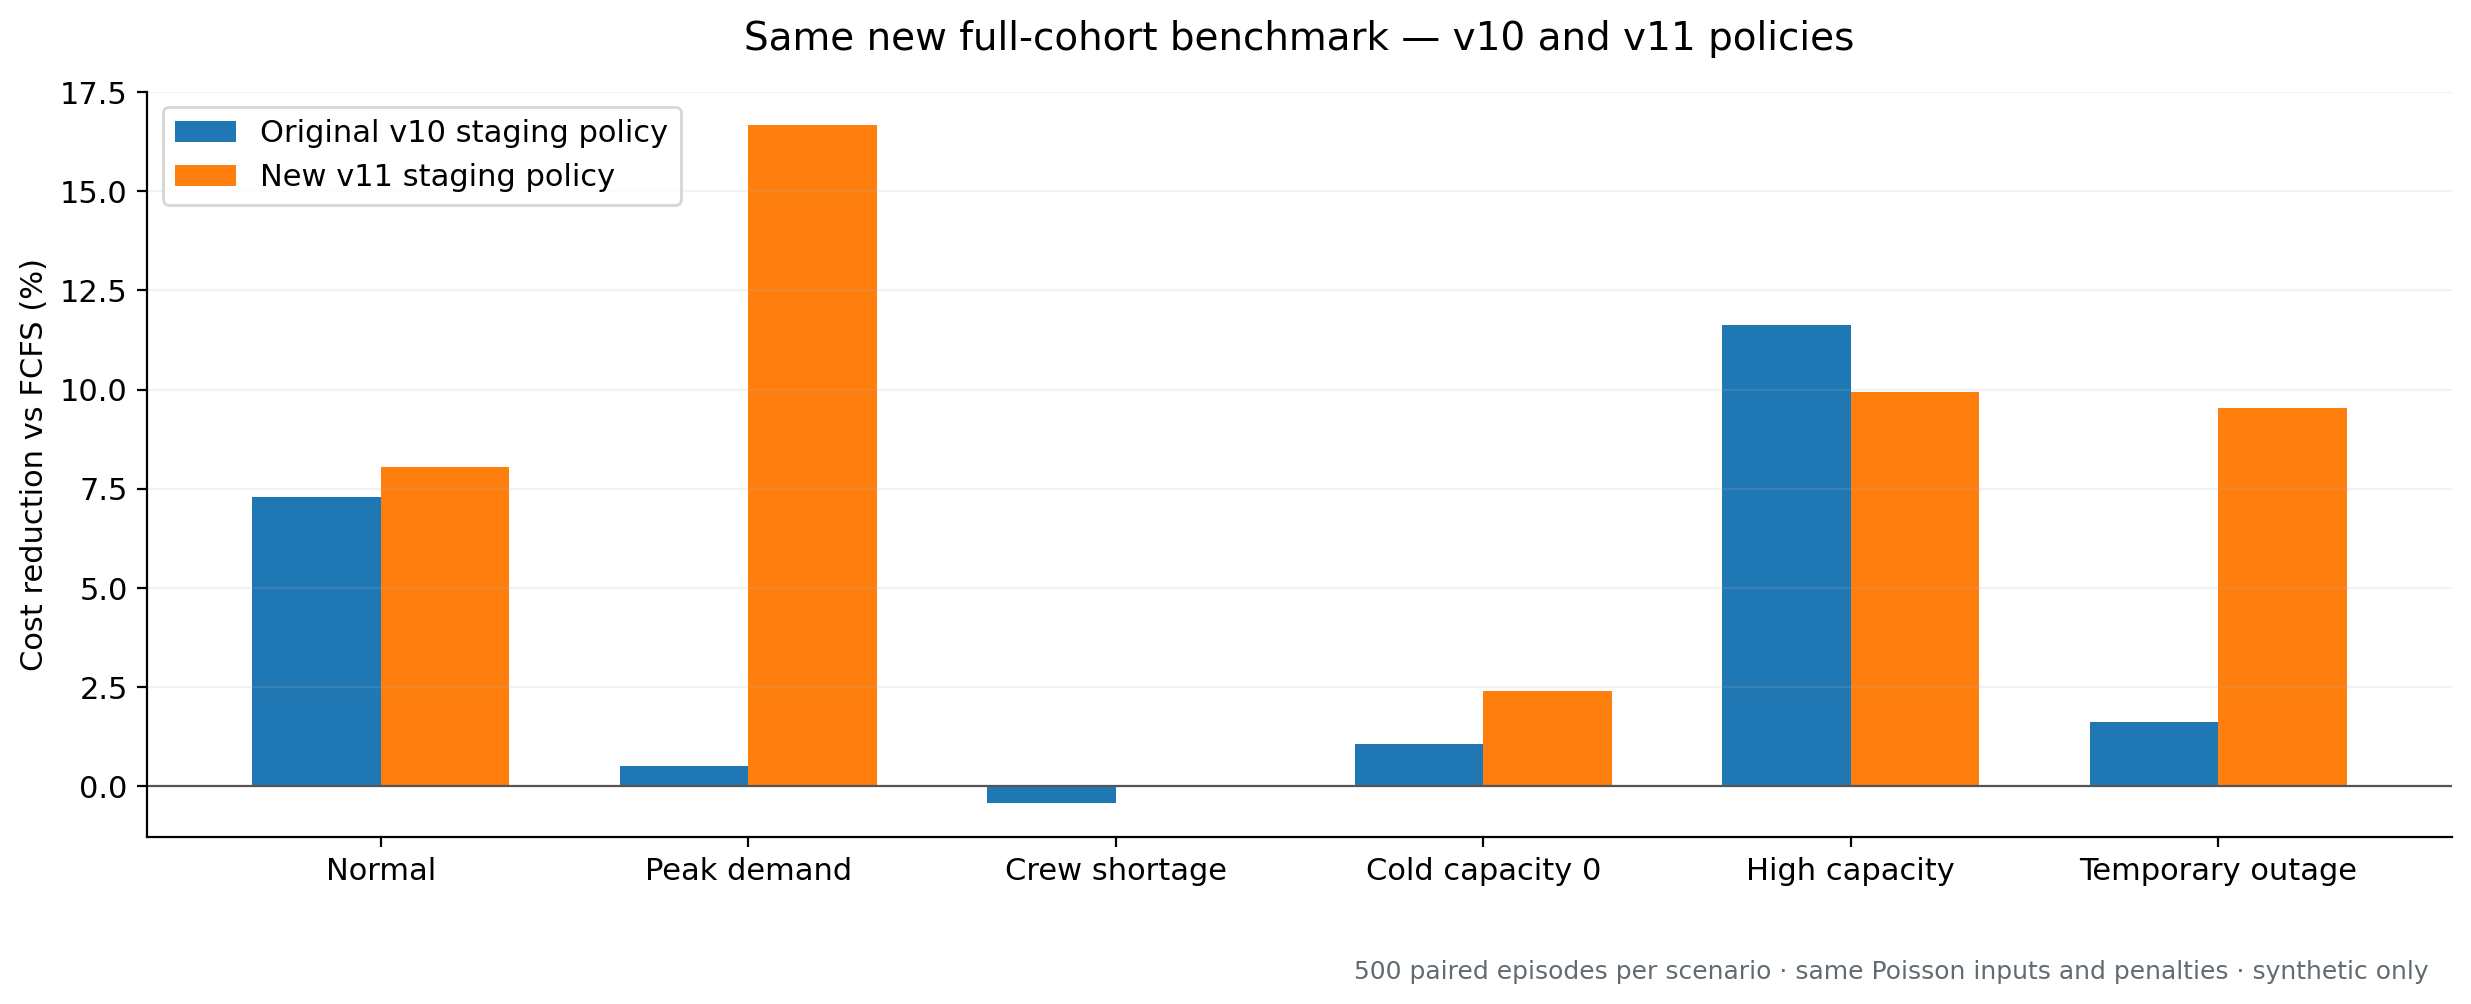 Same new full-cohort benchmark — v10 and v11 policies
Original v10 staging policy
New v11 staging policy
Cost reduction vs FCFS (%)
17.5
15.0
12.5
10.0
7.5
5.0
2.5
0.0
Normal
Peak demand
Crew shortage
Cold capacity 0
High capacity
Temporary outage
500 paired episodes per scenario · same Poisson inputs and penalties · synthetic only